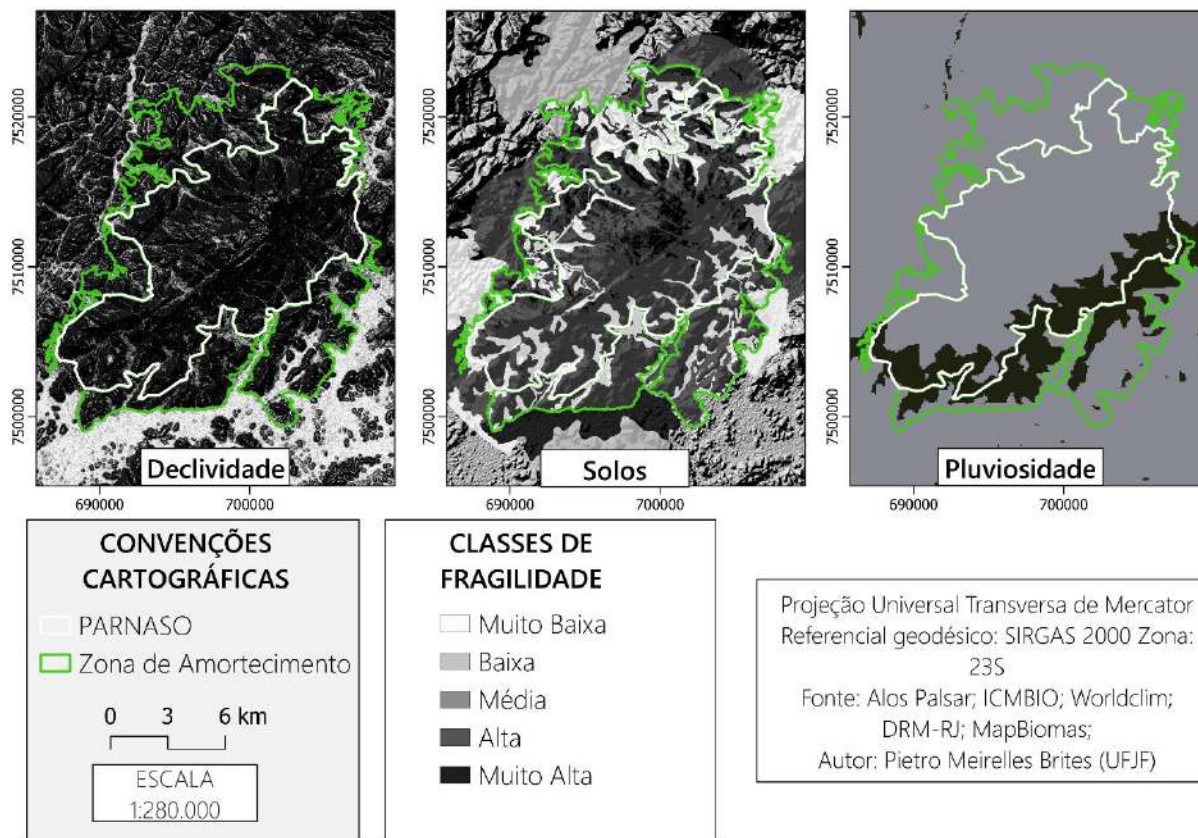 7520000
7510000
7500000
Declividade
690000
700000
7520000
7510000
7500000
Solos
690000
700000
7520000
7510000
7500000
Pluviosidade
690000
700000
CONVENÇÕES
CARTOGRÁFICAS
PARNASO
Zona de Amortecimento
0 3 6 km
ESCALA
1:280.000
CLASSES DE
FRAGILIDADE
Muito Baixa
Baixa
Média
Alta
Muito Alta
Projeção Universal Transversa de Mercator
Referencial geodésico: SIRGAS 2000 Zona:
23S
Fonte: Alos Palsar; ICMBIO; Worldclim;
DRM-RJ; MapBiomas;
Autor: Pietro Meirelles Brites (UFJF)